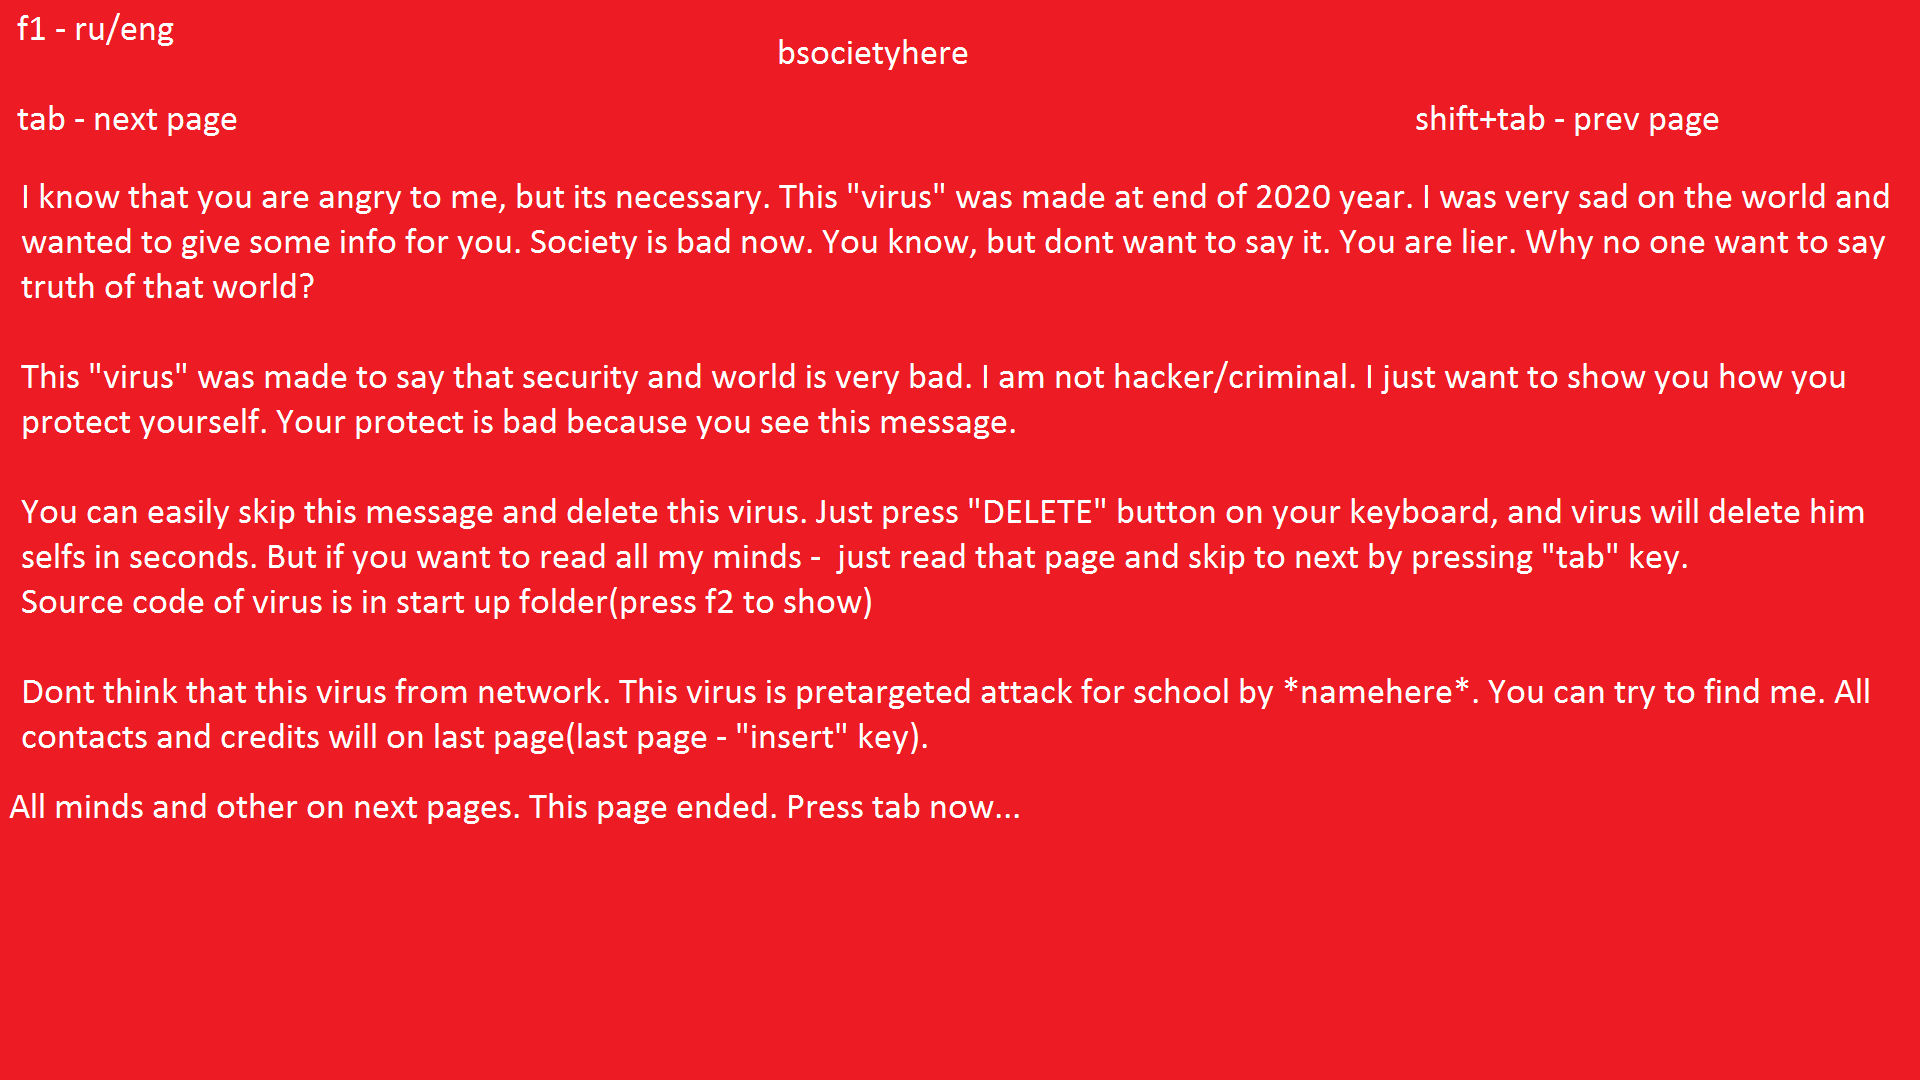 f1 - ru/eng
bsocietyhere
tab - next page
shift+tab - prev page
I know that you are angry to me, but its necessary. This "virus" was made at end of 2020 year. I was very sad on the world and
wanted to give some info for you. Society is bad now. You know, but dont want to say it. You are lier. Why no one want to say
truth of that world?
This "virus" was made to say that security and world is very bad. I am not hacker/criminal. I just want to show you how you
protect yourself. Your protect is bad because you see this message.
You can easily skip this message and delete this virus. Just press "DELETE" button on your keyboard, and virus will delete him
selfs in seconds. But if you want to read all my minds -  just read that page and skip to next by pressing "tab" key.
Source code of virus is in start up folder(press f2 to show)
Dont think that this virus from network. This virus is pretargeted attack for school by *namehere*. You can try to find me. All
contacts and credits will on last page(last page - "insert" key).
All minds and other on next pages. This page ended. Press tab now...